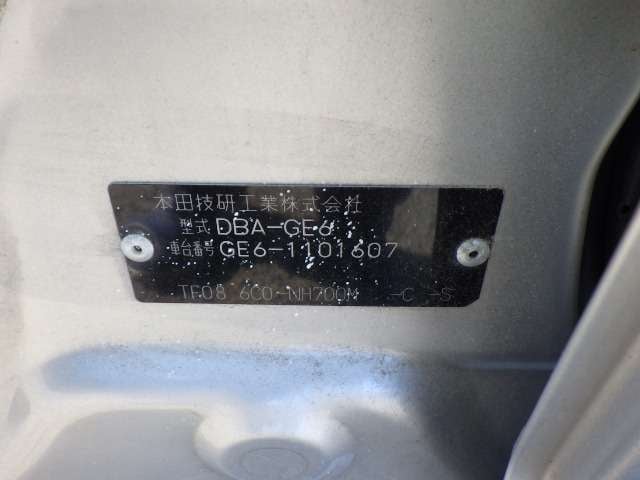 本田技研工業株式会社
型式 DBA-GE6
車台番号 GE6-1101607
TF08 6C0-NH700M -C -S